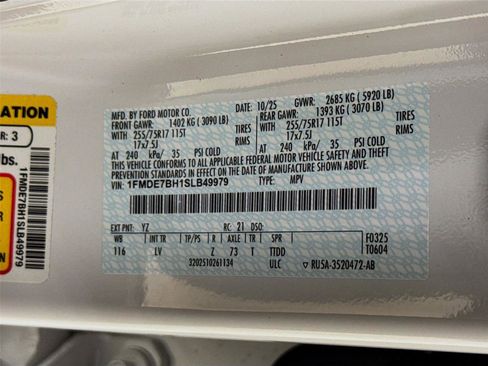 ATION
R: 3
lbs.
1FMDE7BH1SLB49979
MFD. BY FORD MOTOR CO. DATE: 10/25 GVWR: 2685 KG (5920 LB)
FRONT GAWR: 1402 KG (3090 LB) REAR GAWR: 1393 KG (3070 LB)
255/75R17 115T TIRES 255/75R17 115T TIRES
17x7.5J RIMS 17x7.5J RIMS
AT 240 kPa/ 35 PSI COLD AT 240 kPa/ 35 PSI COLD
THIS VEHICLE CONFORMS TO ALL APPLICABLE FEDERAL MOTOR VEHICLE SAFETY AND THEFT PREVENTION STANDARDS IN EFFECT ON THE DATE OF MANUFACTURE SHOWN ABOVE.
VIN: 1FMDE7BH1SLB49979 TYPE: MPV
EXT PNT: YZ RC: 21 DSO:
WB INT TR TP/PS R AXLE TR SPR F0325
116 LV Z 73 T TTDD T0604
3202510261134 ULC RUSA-3520472-AB